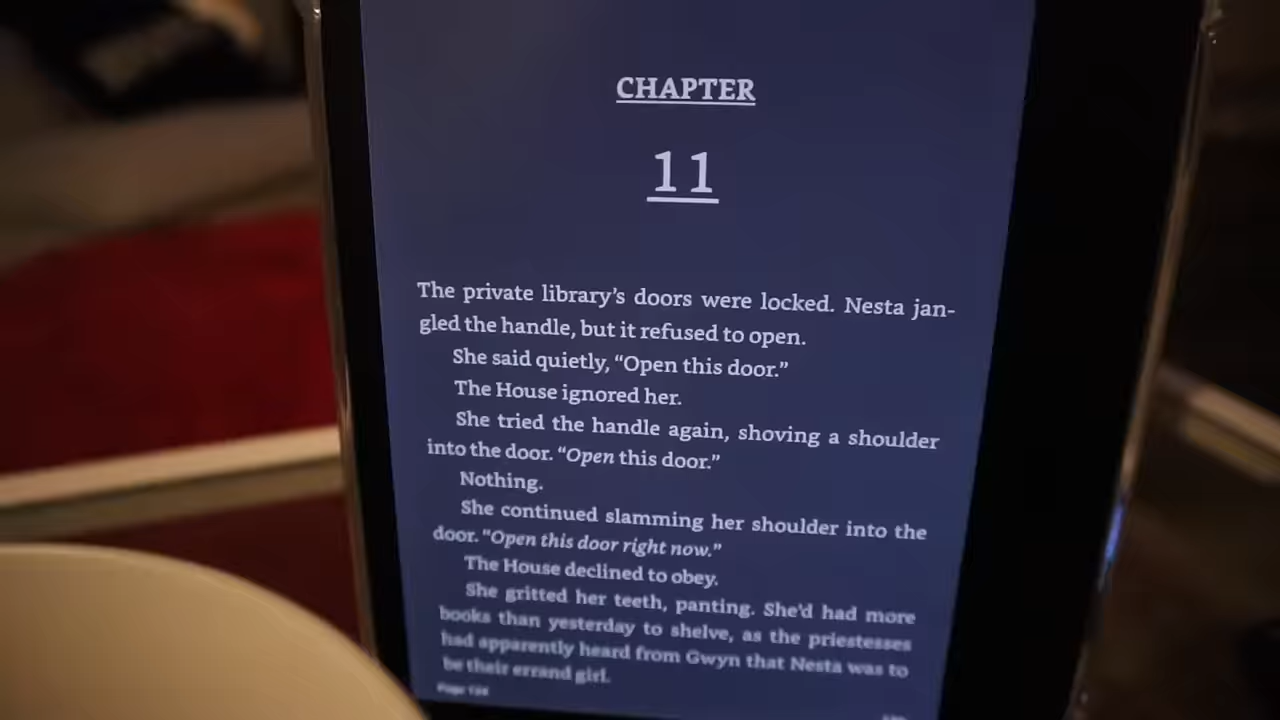 CHAPTER
11
The private library’s doors were locked. Nesta jan-
gled the handle, but it refused to open.
She said quietly, “Open this door.”
The House ignored her.
She tried the handle again, shoving a shoulder
into the door. “Open this door.”
Nothing.
She continued slamming her shoulder into the
door. “Open this door right now.”
The House declined to obey.
She gritted her teeth, panting. She’d had more
books than yesterday to shelve, as the priestesses
had apparently heard from Gwyn that Nesta was to
be their errand girl.
Page